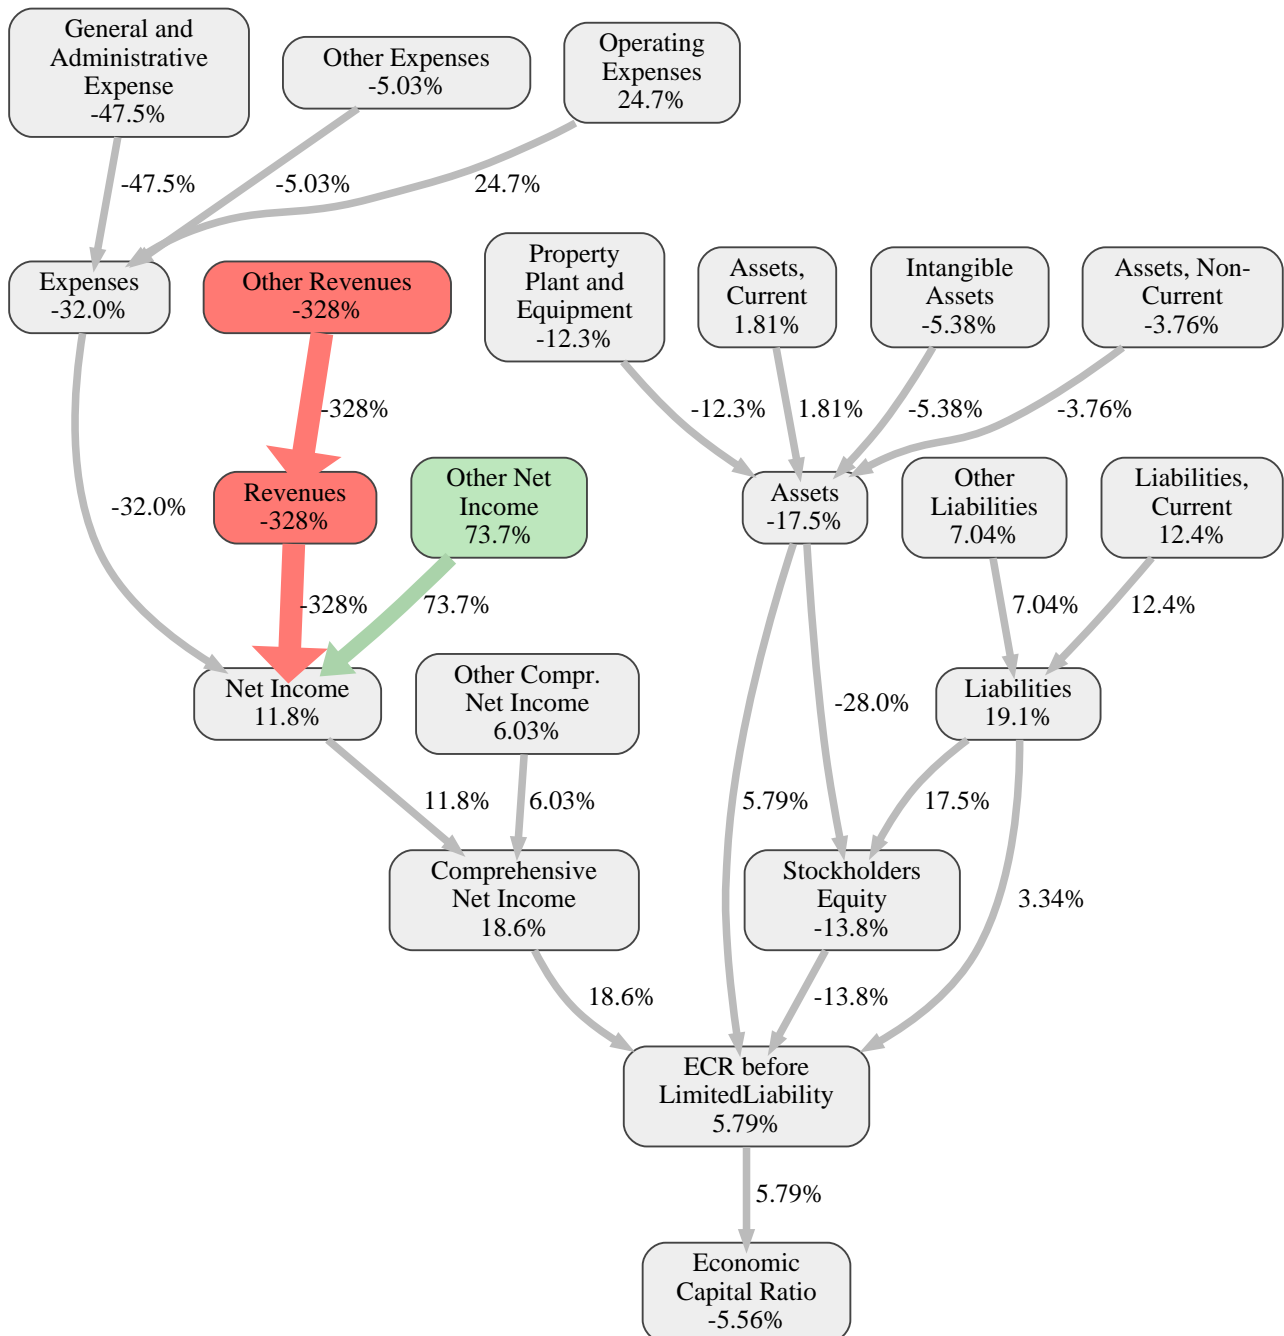 General and
Administrative
Expense
-47.5%
Other Expenses
-5.03%
Operating
Expenses
24.7%
-47.5%
-5.03%
24.7%
Expenses
-32.0%
Other Revenues
-328%
Property
Plant and
Equipment
-12.3%
Assets,
Current
1.81%
Intangible
Assets
-5.38%
Assets, Non-
Current
-3.76%
-328%
-12.3%
1.81%
-5.38%
-3.76%
-32.0%
Revenues
-328%
Other Net
Income
73.7%
Assets
-17.5%
Other
Liabilities
7.04%
Liabilities,
Current
12.4%
-328%
73.7%
7.04%
12.4%
Net Income
11.8%
Other Compr.
Net Income
6.03%
-28.0%
Liabilities
19.1%
11.8%
6.03%
5.79%
17.5%
Comprehensive
Net Income
18.6%
Stockholders
Equity
-13.8%
3.34%
18.6%
-13.8%
ECR before
LimitedLiability
5.79%
5.79%
Economic
Capital Ratio
-5.56%